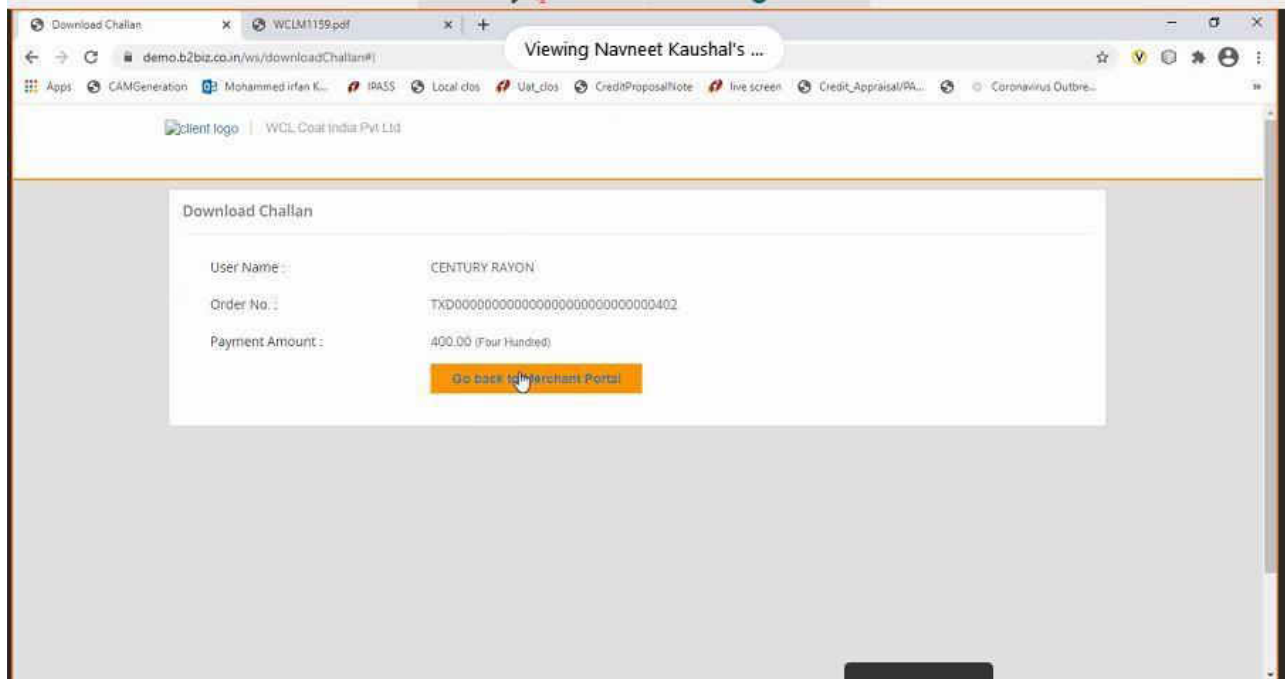 Download Challan
WCLM1159.pdf
Viewing Navneet Kaushal's ...
demo.b2biz.co.in/ws/downloadChallan#!
Apps CAMGeneration Mohammed irfan K... IPASS Local clos Uat_clos CreditProposalNote live screen Credit_Appraisal/PA... Coronavirus Outbre...
client logo | WCL Coal India Pvt Ltd
Download Challan
User Name : CENTURY RAYON
Order No. :
Payment Amount : 400.00 (Four Hundred)
Go back to Merchant Portal